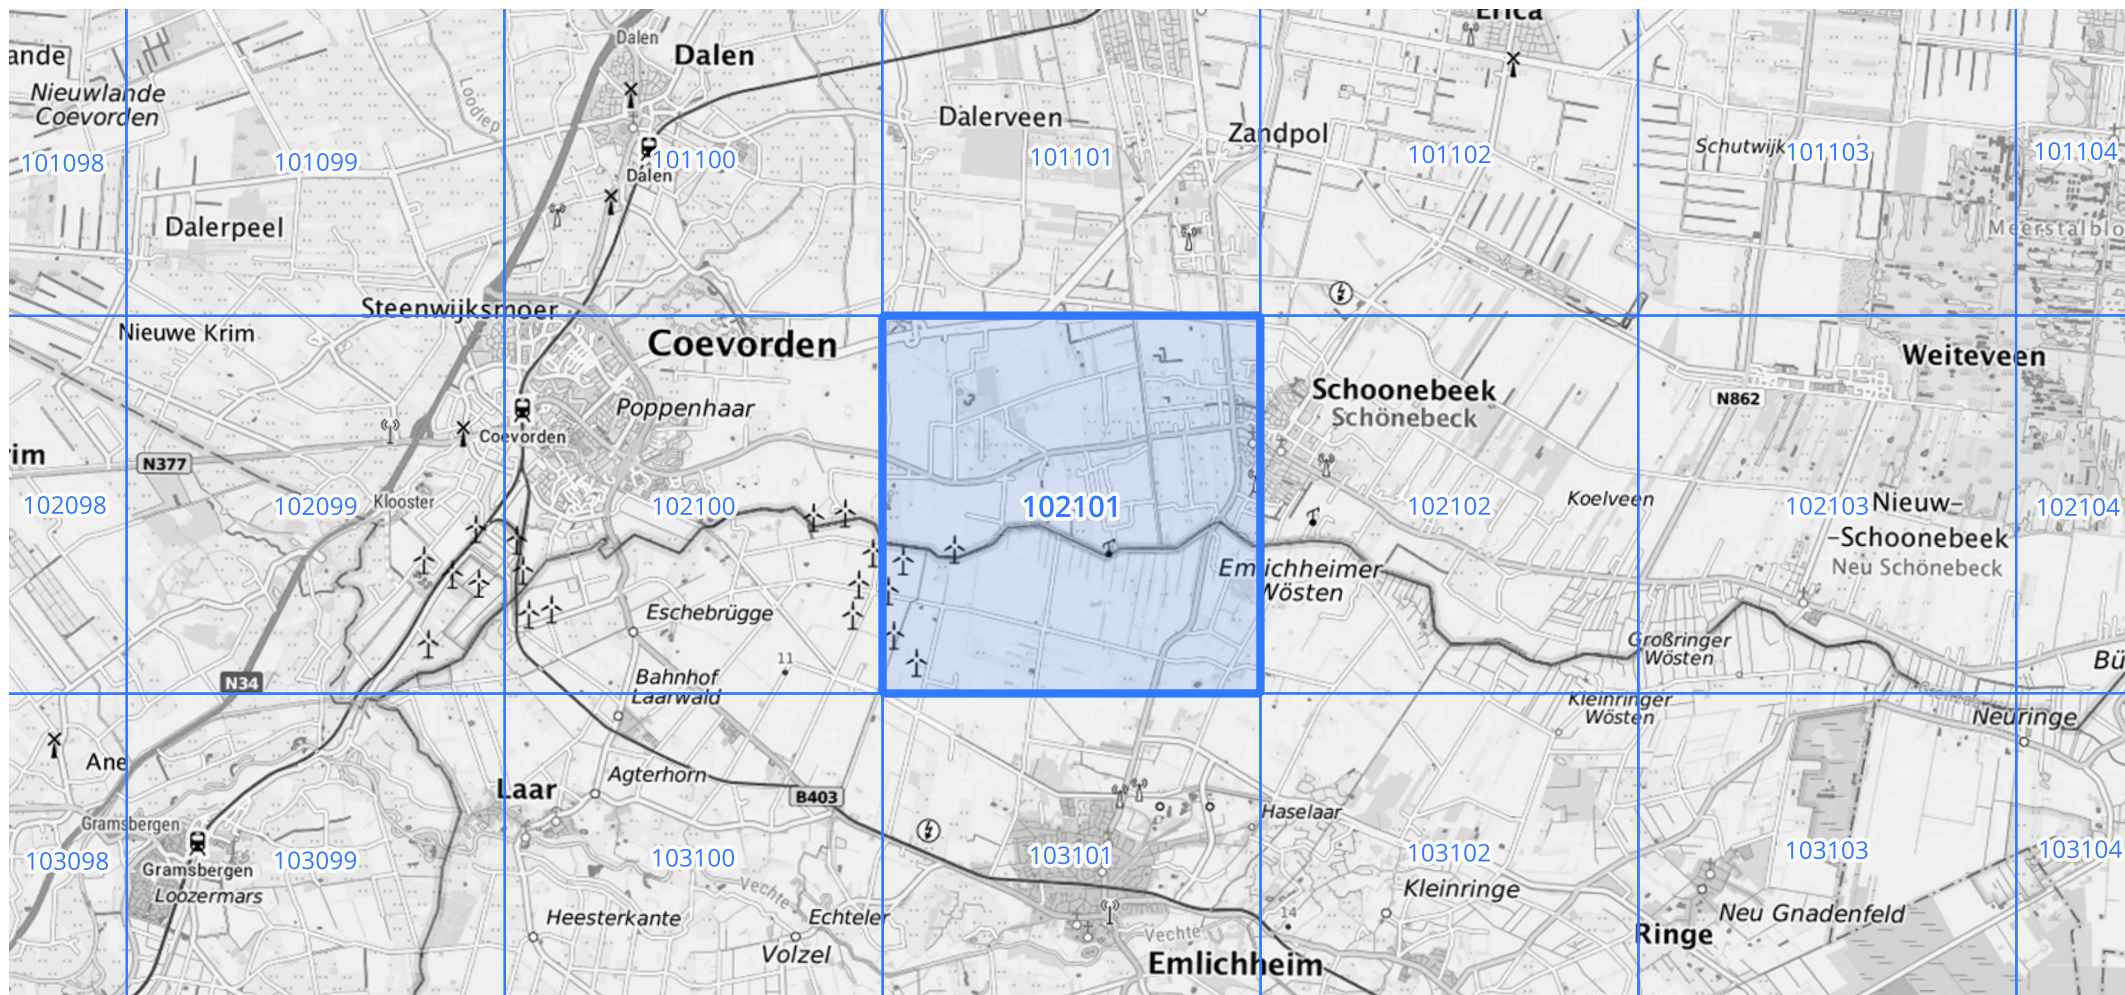 Erica
Dalen
ande
Dalen
Nieuwlande
Coevorden
Loodiep
Dalerveen
Zandpol
Schutwijk
101098
101099
101100
101101
101102
101103
101104
Dalen
Dalerpeel
Meerstalblo
Steenwijksmoer
Nieuwe Krim
Coevorden
Weiteveen
Schoonebeek
Schönebeck
N862
Poppenhaar
Coevorden
im
N377
Klooster
Koelveen
102098
102099
102100
102101
102102
102103
102104
Nieuw-
-Schoonebeek
Neu Schönebeck
Emlichheimer
Wösten
Eschebrügge
Großringer
Wösten
11
Bü
N34
Bahnhof
Laarwald
Kleinringer
Wösten
Neuringe
Ane
Agterhorn
Laar
B403
Haselaar
Gramsbergen
103098
103099
103100
103101
103102
103103
103104
Gramsbergen
Loozermars
Vechte
Kleinringe
Heesterkante
Echteler
14
Neu Gnadenfeld
Vechte
Ringe
Volzel
Emlichheim